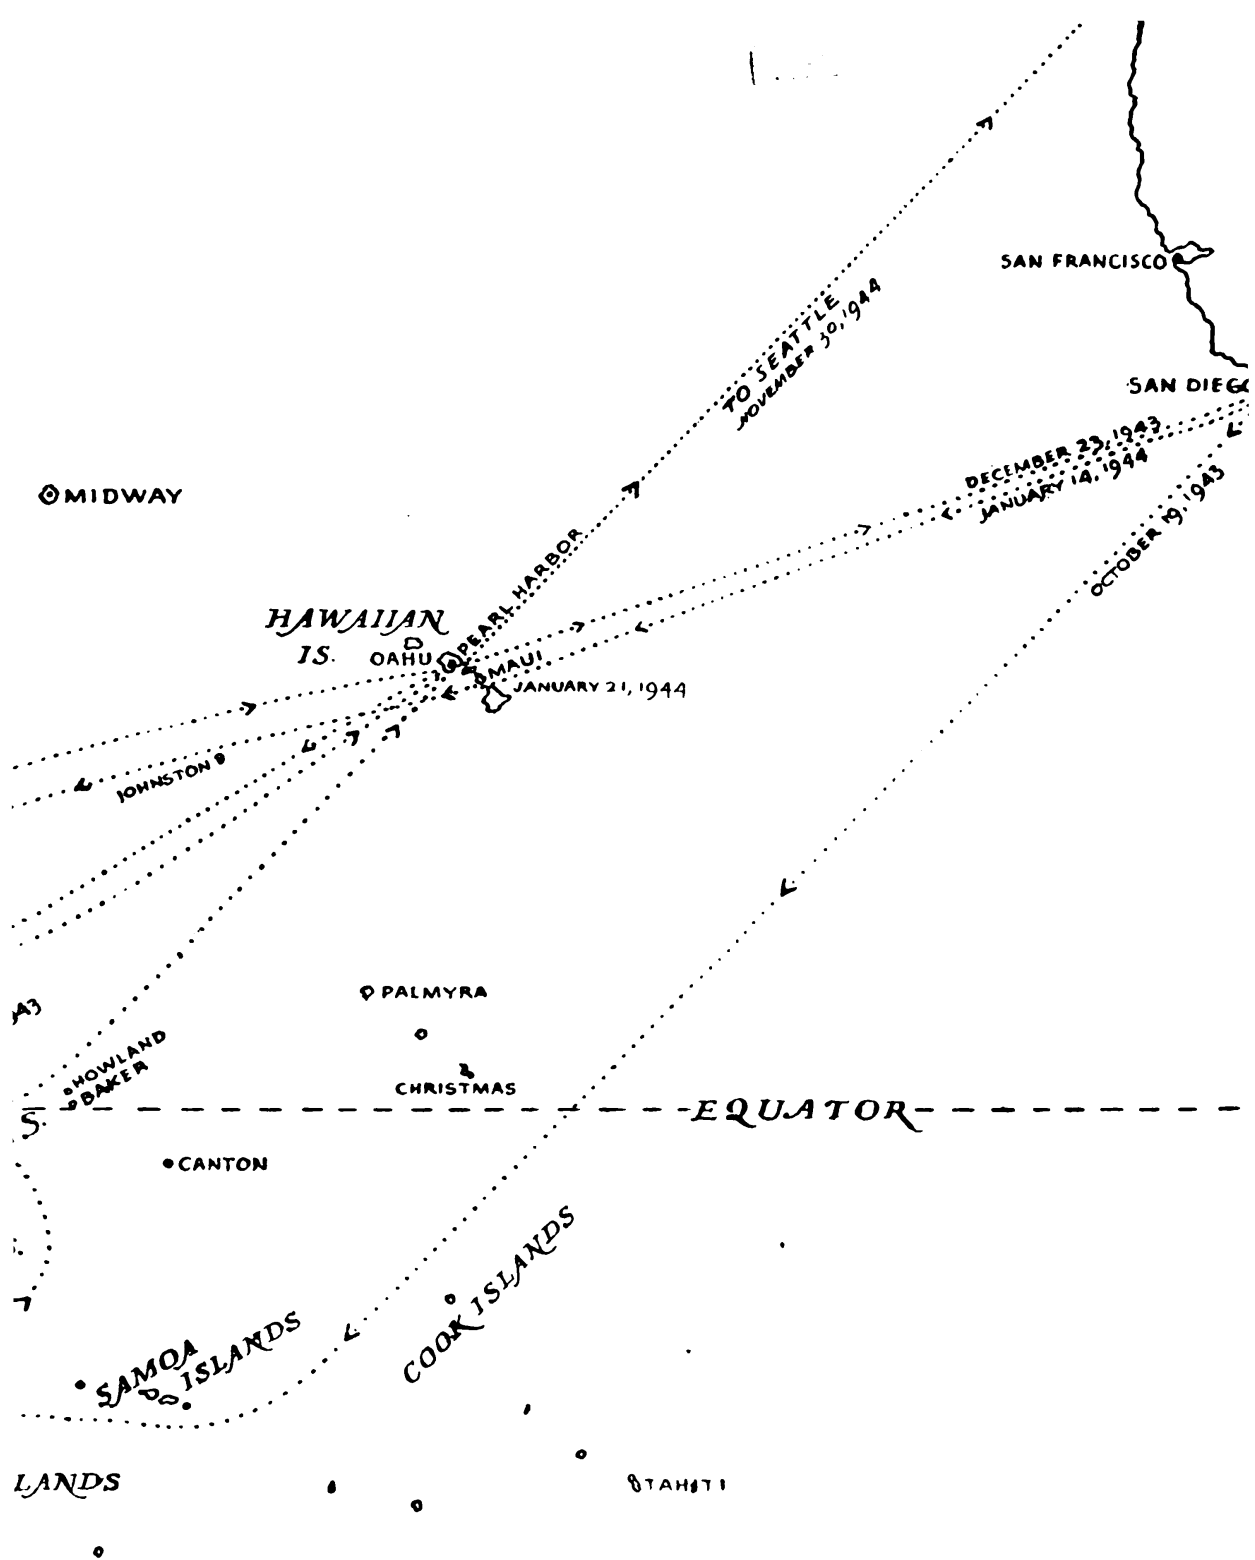 SAN FRANCISCO
TO SEATTLE
NOVEMBER 30, 1944
SAN DIEGO
DECEMBER 23, 1943
JANUARY 14, 1944
OCTOBER 19, 1943
MIDWAY
PEARL HARBOR
HAWAIIAN
IS.
OAHU
MAUI
JANUARY 21, 1944
JOHNSTON
PALMYRA
43
HOWLAND
BAKER
CHRISTMAS
S.
EQUATOR
CANTON
COOK ISLANDS
SAMOA
ISLANDS
LANDS
TAHITI